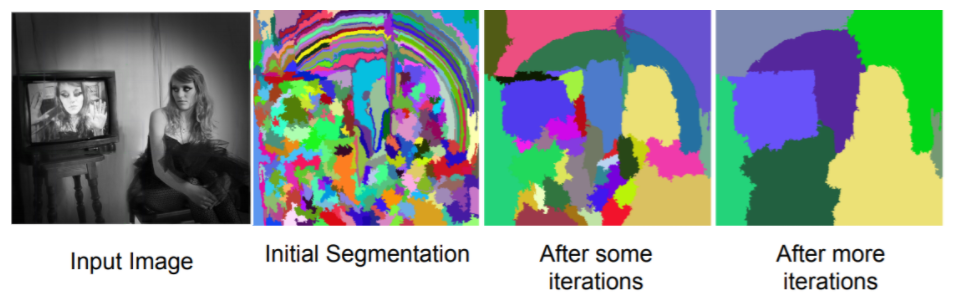 Input Image
Initial Segmentation
After some
iterations
After more
iterations